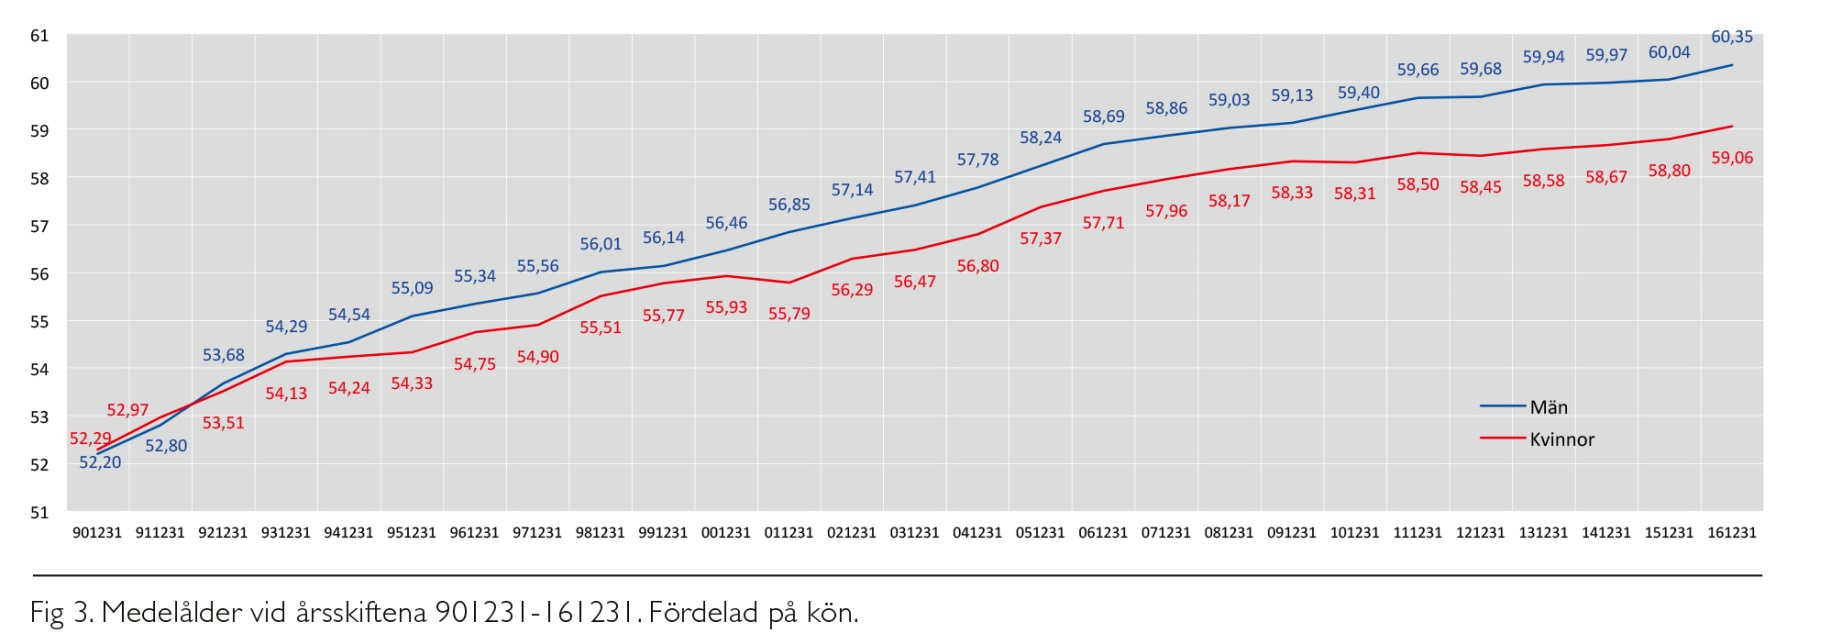 61
60
59
58
57
56
55
54
53
52
51
52,20 52,80 53,68 54,29 54,54 55,09 55,34 55,56 56,01 56,14 56,46 56,85 57,14 57,41 57,78 58,24 58,69 58,86 59,03 59,13 59,40 59,66 59,68 59,94 59,97 60,04 60,35
52,29 52,97 53,51 54,13 54,24 54,33 54,75 54,90 55,51 55,77 55,93 55,79 56,29 56,47 56,80 57,37 57,71 57,96 58,17 58,33 58,31 58,50 58,45 58,58 58,67 58,80 59,06
Män
Kvinnor
901231 911231 921231 931231 941231 951231 961231 971231 981231 991231 001231 011231 021231 031231 041231 051231 061231 071231 081231 091231 101231 111231 121231 131231 141231 151231 161231
Fig 3. Medelålder vid årsskiftena 901231-161231. Fördelad på kön.